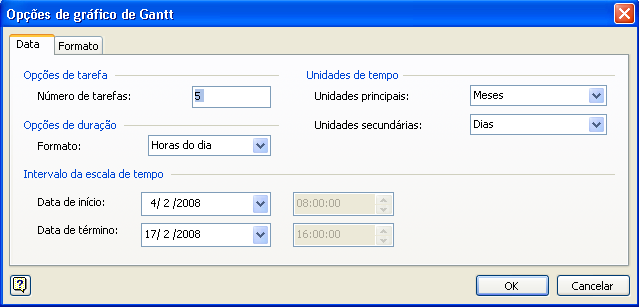 Opções de gráfico de Gantt
Data Formato
Opções de tarefa
Número de tarefas: 5
Opções de duração
Formato: Horas do dia
Unidades de tempo
Unidades principais: Meses
Unidades secundárias: Dias
Intervalo da escala de tempo
Data de início: 4/ 2 /2008 08:00:00
Data de término: 17/ 2 /2008 16:00:00
? OK Cancelar